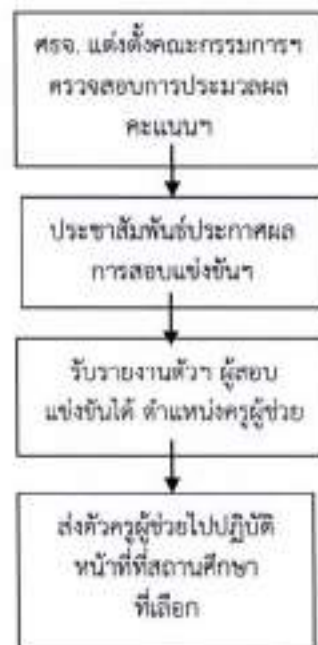 ศธจ. แต่งตั้งคณะกรรมการฯ
ตรวจสอบการประมวลผล
คะแนนฯ
ประชาสัมพันธ์ประกาศผล
การสอบแข่งขันฯ
รับรายงานตัวฯ ผู้สอบ
แข่งขันได้ ตำแหน่งครูผู้ช่วย
ส่งตัวครูผู้ช่วยไปปฏิบัติ
หน้าที่ที่สถานศึกษา
ที่เลือก